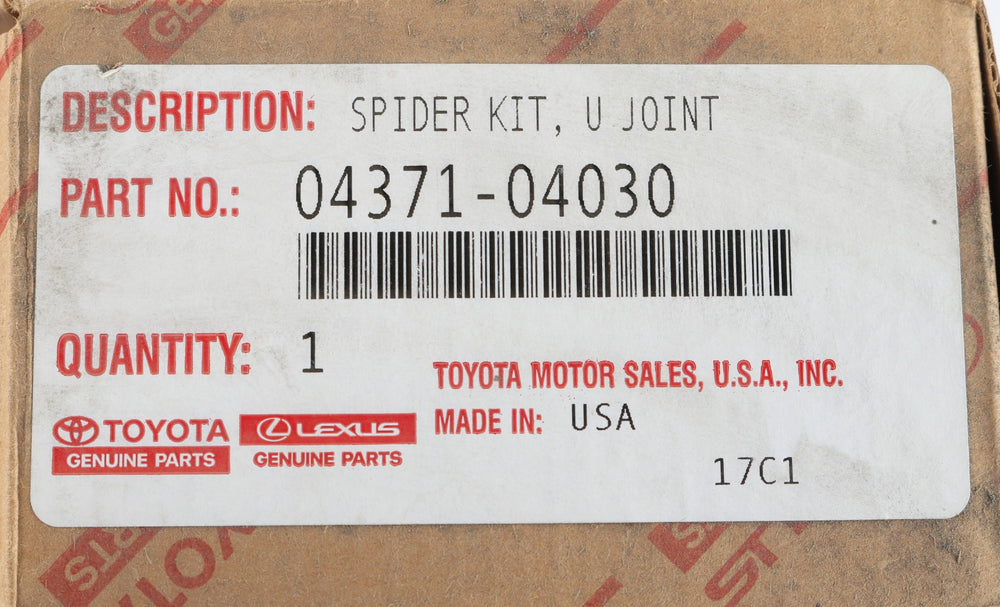 DESCRIPTION: SPIDER KIT, U JOINT
PART NO.: 04371-04030
QUANTITY: 1
TOYOTA MOTOR SALES, U.S.A., INC.
MADE IN: USA
TOYOTA
GENUINE PARTS
LEXUS
GENUINE PARTS
17C1